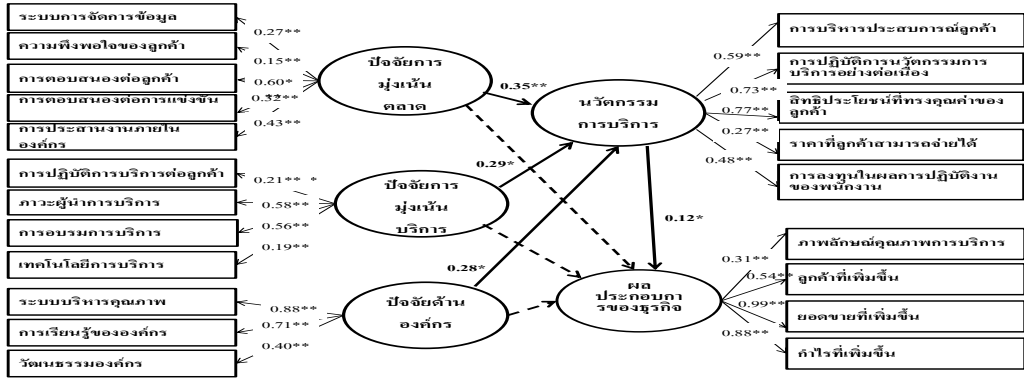 ระบบการจัดการข้อมูล
ความพึงพอใจของลูกค้า
การตอบสนองต่อลูกค้า
การตอบสนองต่อการแข่งขัน
การประสานงานภายใน
องค์กร
การปฏิบัติการบริการต่อลูกค้า
ภาวะผู้นำการบริการ
การอบรมการบริการ
เทคโนโลยีการบริการ
ระบบบริหารคุณภาพ
การเรียนรู้ขององค์กร
วัฒนธรรมองค์กร
0.27**
0.15**
0.60*
**
0.52**
0.43**
0.21** *
0.58**
0.56**
0.19**
0.88**
0.71**
0.40**
ปัจจัยการ
มุ่งเน้น
ตลาด
ปัจจัยการ
มุ่งเน้น
บริการ
ปัจจัยด้าน
องค์กร
0.35**
0.29*
0.28*
0.12*
นวัตกรรม
การบริการ
ผล
ประกอบกา
รของธุรกิจ
0.59**
0.73**
0.77**
0.27**
0.48**
0.31**
0.54**
0.99**
0.88**
การบริหารประสบการณ์ลูกค้า
การปฏิบัติการนวัตกรรมการ
บริการอย่างต่อเนื่อง
สิทธิประโยชน์ที่ทรงคุณค่าของ
ลูกค้า
ราคาที่ลูกค้าสามารถจ่ายได้
การลงทุนในผลการปฏิบัติงาน
ของพนักงาน
ภาพลักษณ์คุณภาพการบริการ
ลูกค้าที่เพิ่มขึ้น
ยอดขายที่เพิ่มขึ้น
กำไรที่เพิ่มขึ้น